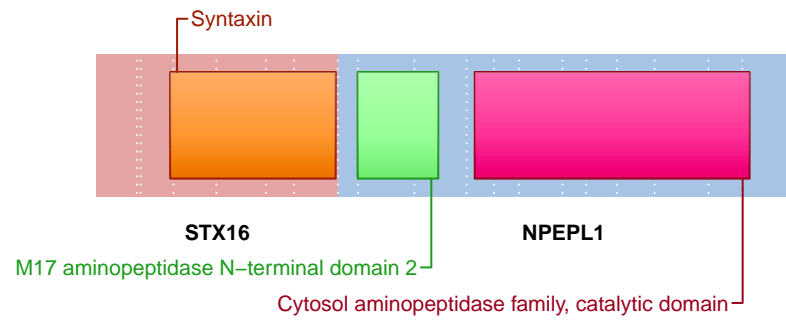 Syntaxin
STX16 NPEPL1
M17 aminopeptidase N−terminal domain 2
Cytosol aminopeptidase family, catalytic domain